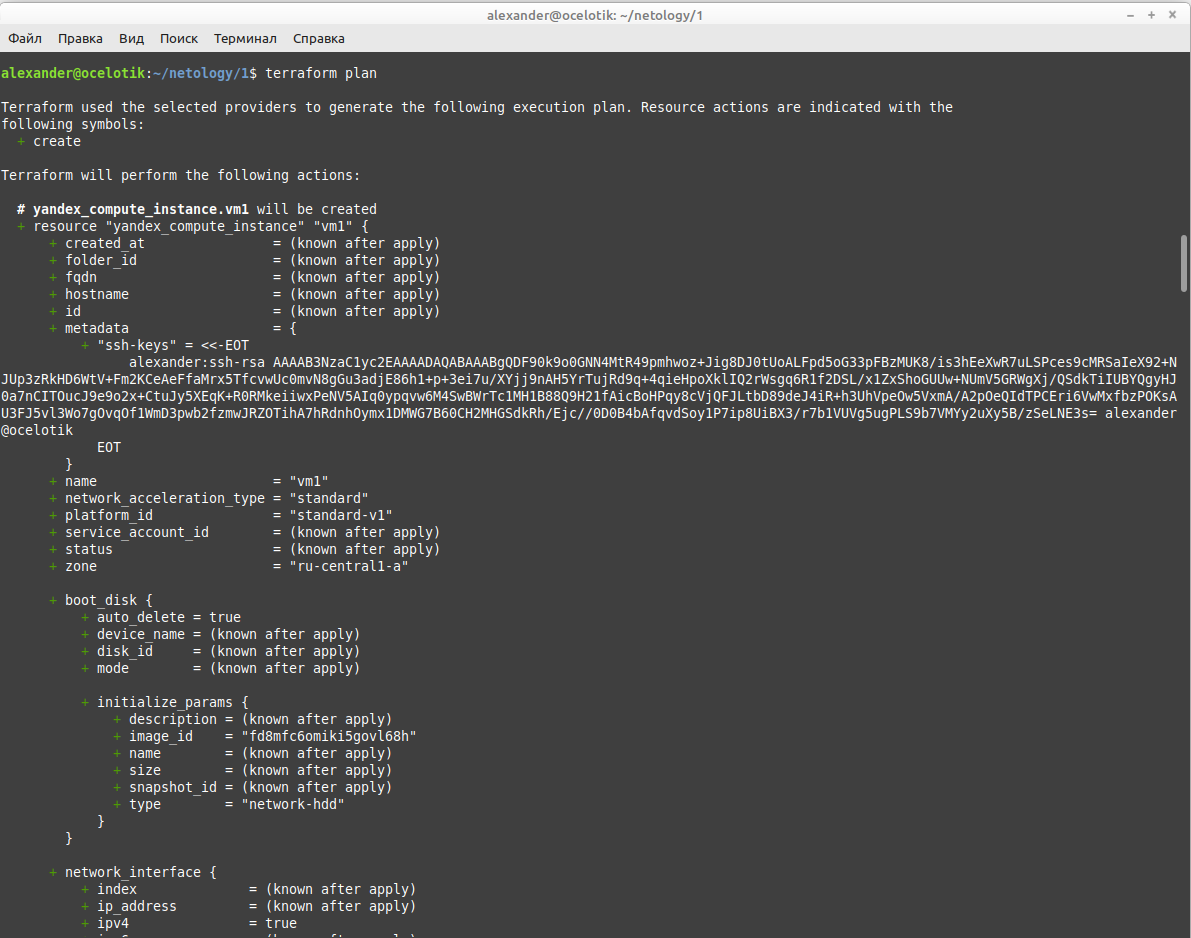 alexander@ocelotik: ~/netology/1
Файл Правка Вид Поиск Терминал Справка
alexander@ocelotik:~/netology/1$ terraform plan
Terraform used the selected providers to generate the following execution plan. Resource actions are indicated with the
following symbols:
  + create
Terraform will perform the following actions:
  # yandex_compute_instance.vm1 will be created
  + resource "yandex_compute_instance" "vm1" {
      + created_at                = (known after apply)
      + folder_id                 = (known after apply)
      + fqdn                      = (known after apply)
      + hostname                  = (known after apply)
      + id                        = (known after apply)
      + metadata                  = {
          + "ssh-keys" = <<-EOT
                alexander:ssh-rsa AAAAB3NzaC1yc2EAAAADAQABAAABgQDF90k9o0GNN4MtR49pmhwoz+Jig8DJ0tUoALFpd5oG33pFBzMUK8/is3hEeXwR7uLSPces9cMRSaIeX92+N
JUp3zRkHD6WtV+Fm2KCeAeFfaMrx5TfcvwUc0mvN8gGu3adjE86h1+p+3ei7u/XYjj9nAH5YrTujRd9q+4qieHpoXklIQ2rWsgq6R1f2DSL/x1ZxShoGUUw+NUmV5GRWgXj/QSdkTiIUBYQgyHJ
0a7nCITOucJ9e9o2x+CtuJy5XEqK+R0RMkeiiwxPeNV5AIq0ypqvw6M4SwBWrTc1MH1B88Q9H21fAicBoHPqy8cVjQFJLtbD89deJ4iR+h3UhVpeOw5VxmA/A2pOeQIdTPCEri6VwMxfbzPOKsA
U3FJ5vl3Wo7gOvqOf1WmD3pwb2fzmwJRZOTihA7hRdnhOymx1DMWG7B60CH2MHGSdkRh/Ejc//0D0B4bAfqvdSoy1P7ip8UiBX3/r7b1VUVg5ugPLS9b7VMYy2uXy5B/zSeLNE3s= alexander
@ocelotik
            EOT
        }
      + name                      = "vm1"
      + network_acceleration_type = "standard"
      + platform_id               = "standard-v1"
      + service_account_id        = (known after apply)
      + status                    = (known after apply)
      + zone                      = "ru-central1-a"
      + boot_disk {
          + auto_delete = true
          + device_name = (known after apply)
          + disk_id     = (known after apply)
          + mode        = (known after apply)
          + initialize_params {
              + description = (known after apply)
              + image_id    = "fd8mfc6omiki5govl68h"
              + name        = (known after apply)
              + size        = (known after apply)
              + snapshot_id = (known after apply)
              + type        = "network-hdd"
            }
        }
      + network_interface {
          + index              = (known after apply)
          + ip_address         = (known after apply)
          + ipv4               = true